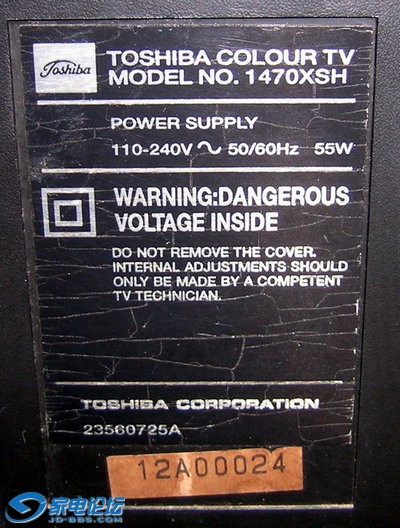 Toshiba
TOSHIBA COLOUR TV
MODEL NO. 1470XSH
POWER SUPPLY
110-240V ~ 50/60Hz 55W
WARNING:DANGEROUS
VOLTAGE INSIDE
DO NOT REMOVE THE COVER.
INTERNAL ADJUSTMENTS SHOULD
ONLY BE MADE BY A COMPETENT
TV TECHNICIAN.
TOSHIBA CORPORATION
23560725A
12A00024
家电论坛
JD-BBS.COM